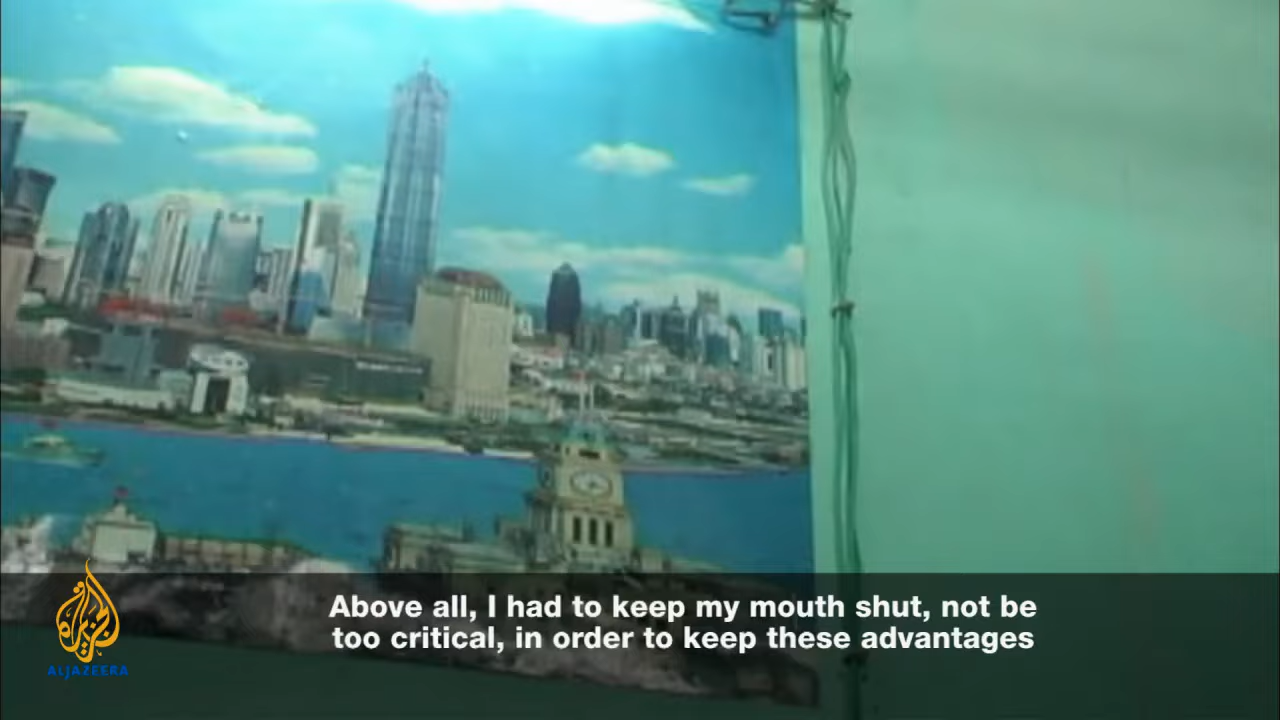 Above all, I had to keep my mouth shut, not be
too critical, in order to keep these advantages
الجزيرة
ALJAZEERA